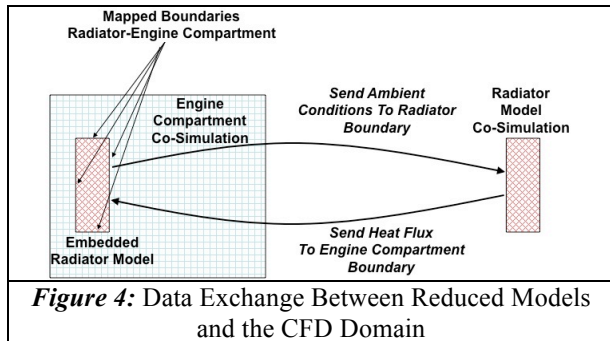 Mapped Boundaries
Radiator-Engine Compartment
Engine
Compartment
Co-Simulation
Send Ambient
Conditions To Radiator
Boundary
Radiator
Model
Co-Simulation
Embedded
Radiator Model
Send Heat Flux
To Engine Compartment
Boundary
Figure 4: Data Exchange Between Reduced Models
and the CFD Domain